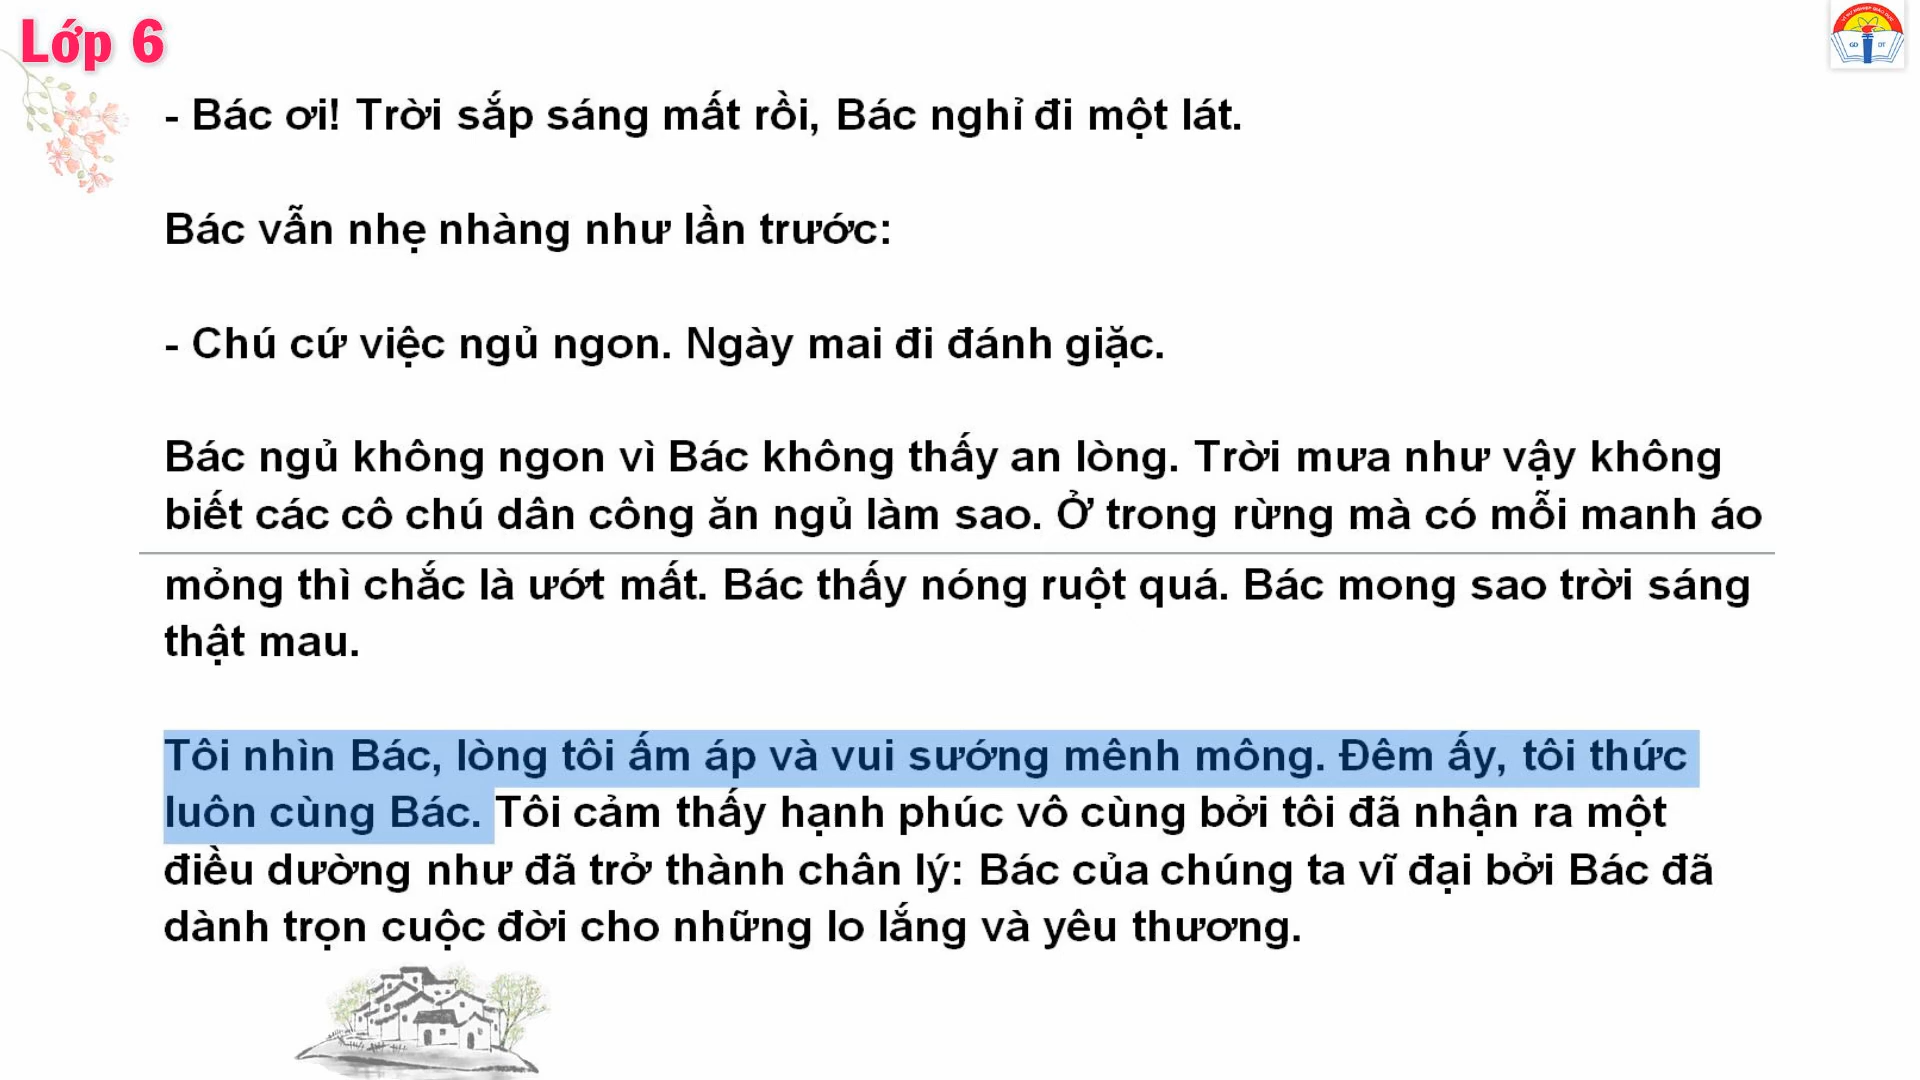 Lớp 6
- Bác ơi! Trời sắp sáng mất rồi, Bác nghỉ đi một lát.
Bác vẫn nhẹ nhàng như lần trước:
- Chú cứ việc ngủ ngon. Ngày mai đi đánh giặc.
Bác ngủ không ngon vì Bác không thấy an lòng. Trời mưa như vậy không
biết các cô chú dân công ăn ngủ làm sao. Ở trong rừng mà có mỗi manh áo
mỏng thì chắc là ướt mất. Bác thấy nóng ruột quá. Bác mong sao trời sáng
thật mau.
Tôi nhìn Bác, lòng tôi ấm áp và vui sướng mênh mông. Đêm ấy, tôi thức
luôn cùng Bác. Tôi cảm thấy hạnh phúc vô cùng bởi tôi đã nhận ra một
điều dường như đã trở thành chân lý: Bác của chúng ta vĩ đại bởi Bác đã
dành trọn cuộc đời cho những lo lắng và yêu thương.
GD ĐT